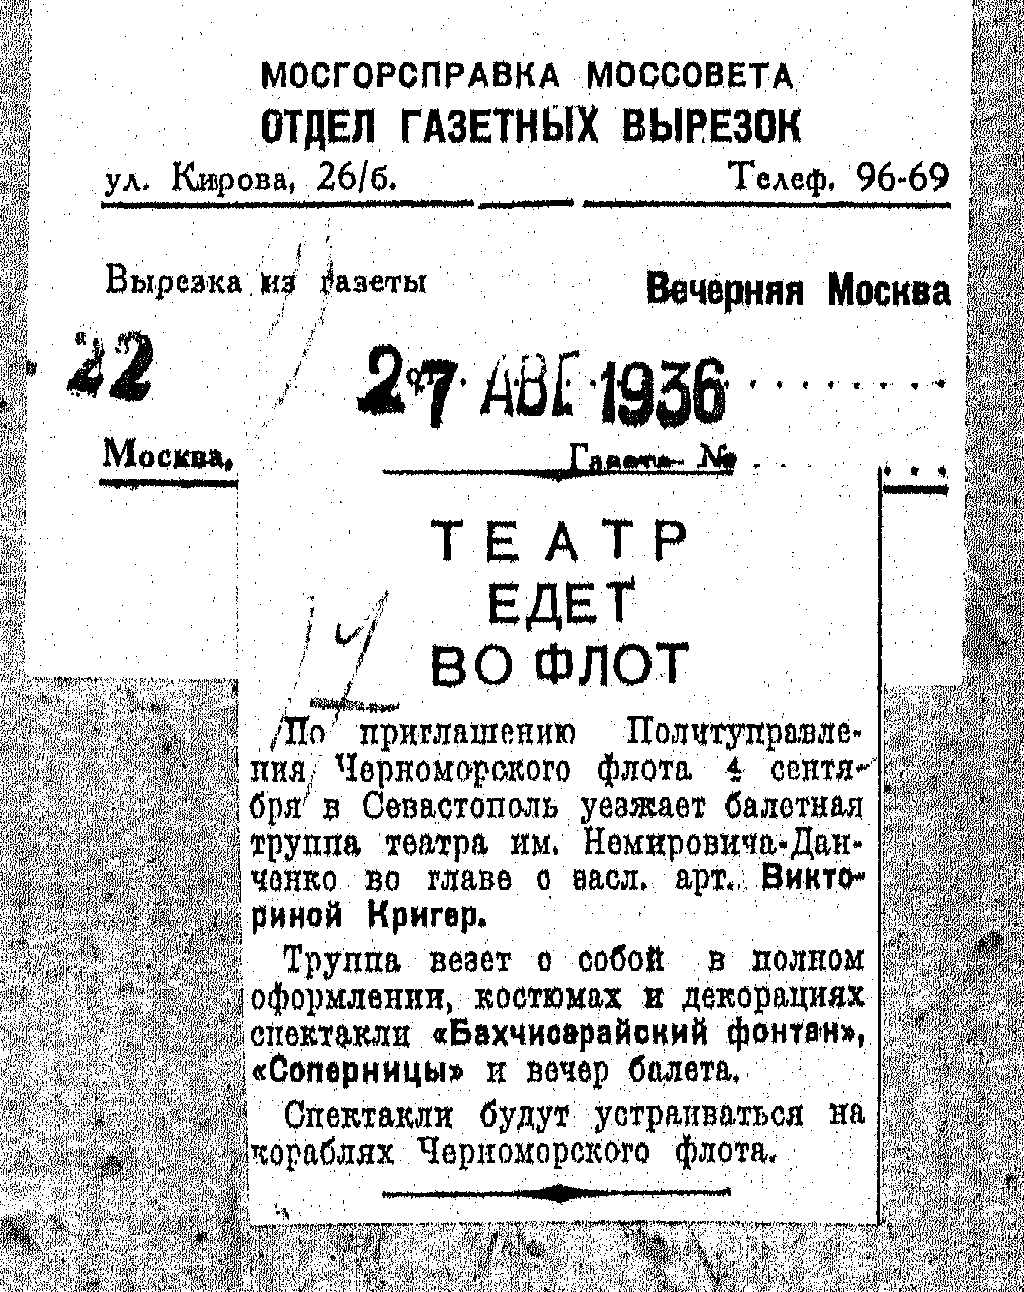 МОСГОРСПРАВКА МОССОВЕТА
ОТДЕЛ ГАЗЕТНЫХ ВЫРЕЗОК
ул. Кирова, 26/б. Телеф. 96-69
Вырезка из газеты Вечерняя Москва
22 27 АВГ 1936
Москва. Газета №
ТЕАТР
ЕДЕТ
ВО ФЛОТ
По приглашению Политуправле-
ния Черноморского флота 4 сентя-
бря в Севастополь уезжает балетная
труппа театра им. Немировича-Дан-
ченко во главе с засл. арт. Викто-
риной Кригер.
Труппа везет с собой в полном
оформлении, костюмах и декорациях
спектакли «Бахчисарайский фонтан»,
«Соперницы» и вечер балета.
Спектакли будут устраиваться на
кораблях Черноморского флота.